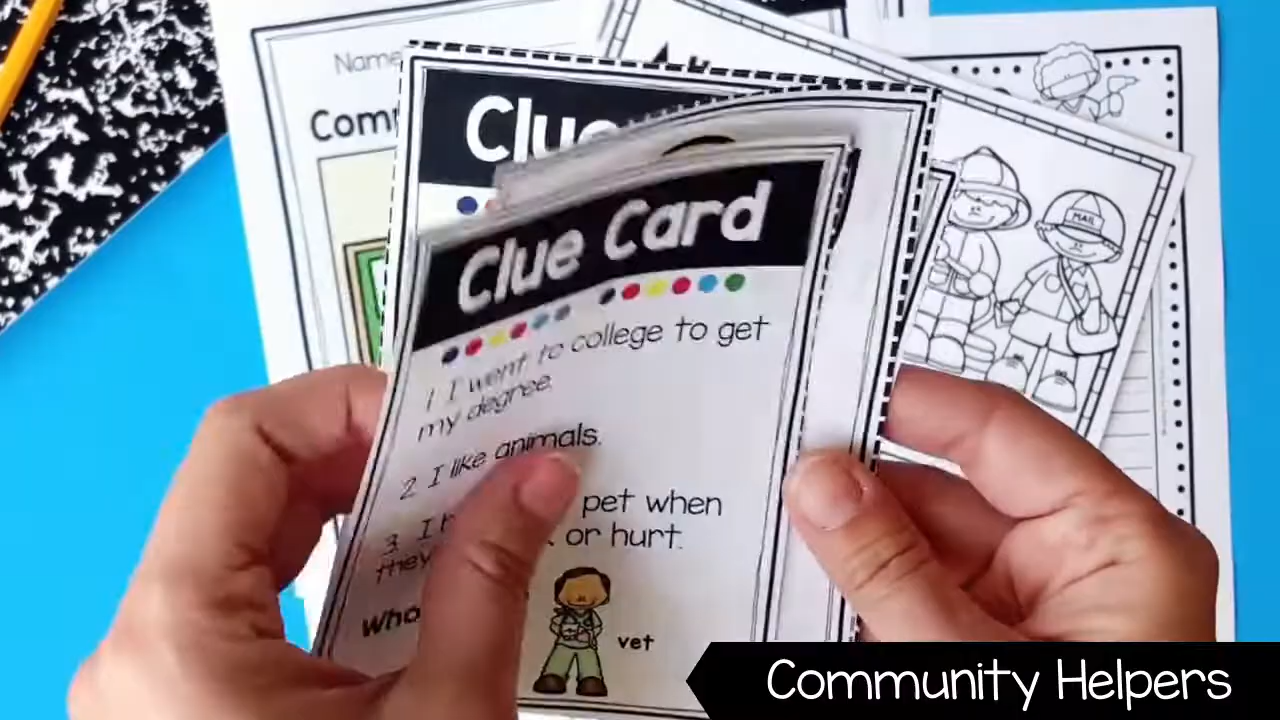 Name
Com
Clue
MAIL
Clue Card
1. I went to college to get
my degree.
2. I like animals.
3. I h pet when
they or hurt.
Who
vet
Community Helpers